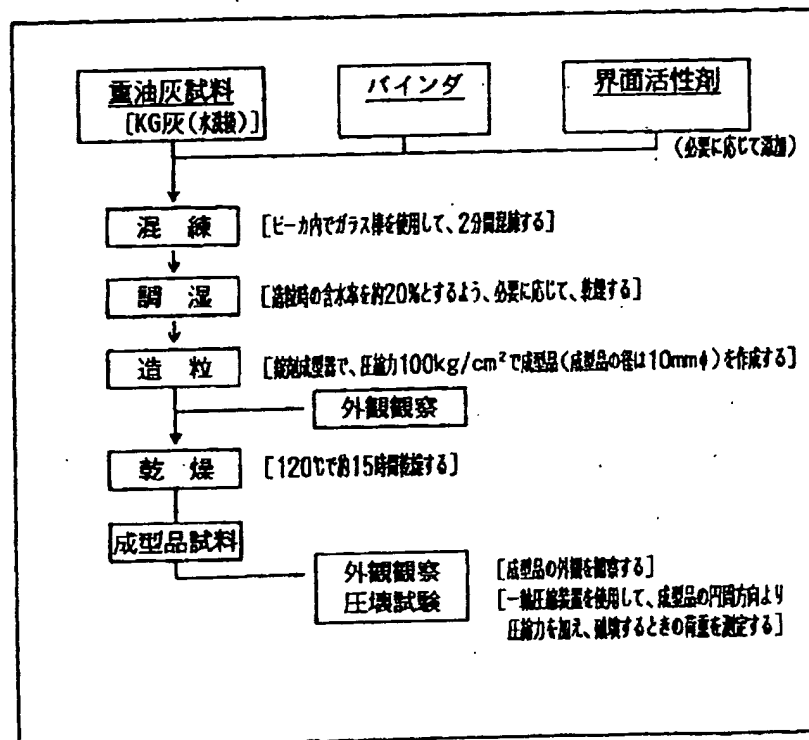 重油灰試料
[KG灰(水洗後)]
バインダ
界面活性剤
(必要に応じて添加)
混練
[ビーカ内でガラス棒を使用して、2分間混練する]
調湿
[造粒時の含水率を約20%とするよう、必要に応じて、乾燥する]
造粒
[錠剤成型器で、圧縮力100kg/cm²で成型品(成型品の径は10mmφ)を作成する]
外観観察
乾燥
[120℃で約15時間乾燥する]
成型品試料
外観観察
[成型品の外観を観察する]
圧壊試験
[一軸圧縮装置を使用して、成型品の円周方向より
圧縮力を加え、破壊するときの荷重を測定する]